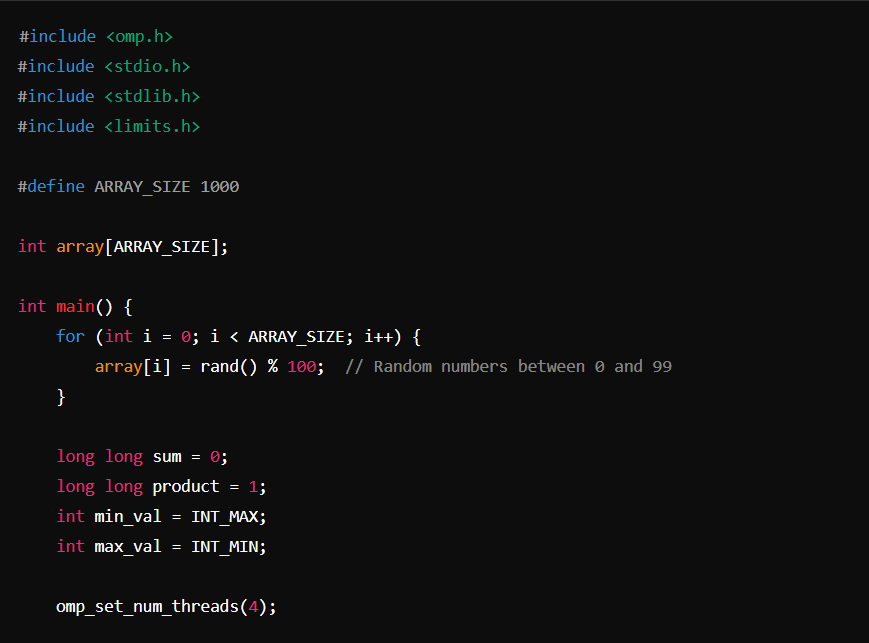 #include <omp.h>
#include <stdio.h>
#include <stdlib.h>
#include <limits.h>
#define ARRAY_SIZE 1000
int array[ARRAY_SIZE];
int main() {
    for (int i = 0; i < ARRAY_SIZE; i++) {
        array[i] = rand() % 100;  // Random numbers between 0 and 99
    }
    long long sum = 0;
    long long product = 1;
    int min_val = INT_MAX;
    int max_val = INT_MIN;
    omp_set_num_threads(4);